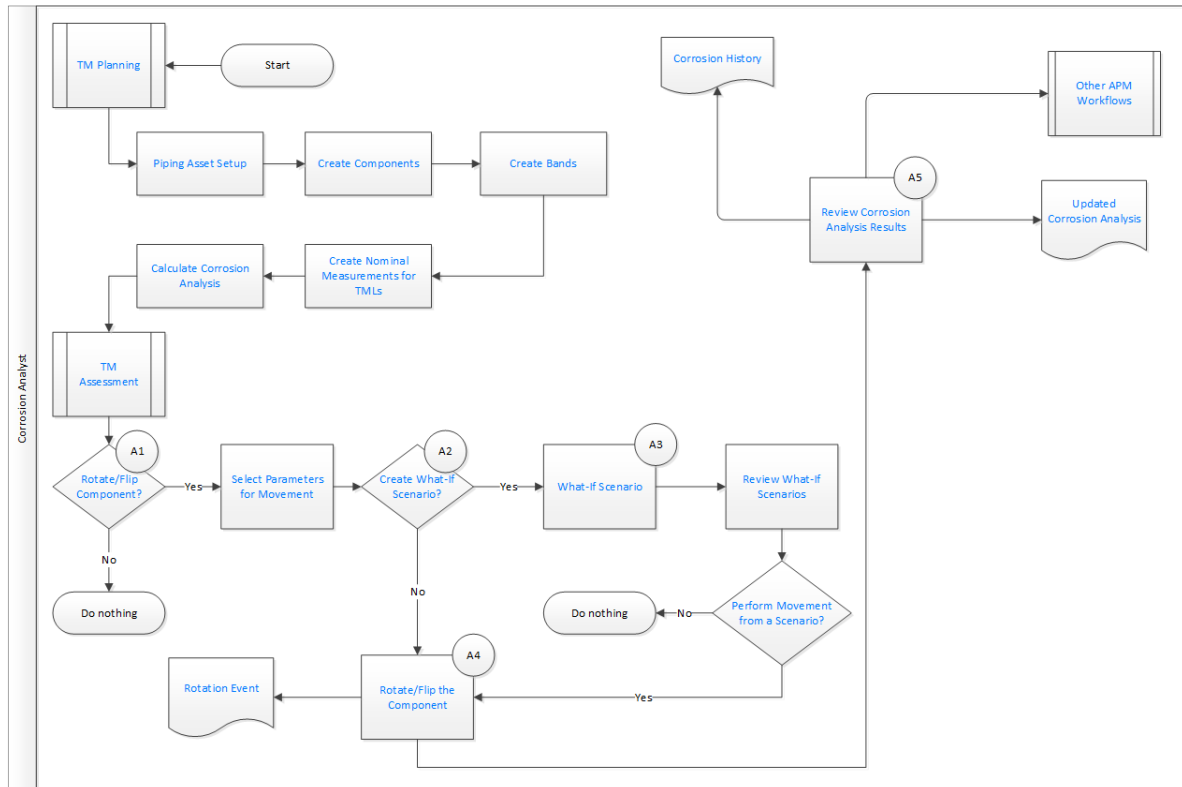 Corrosion Analyst
TM Planning
Start
Corrosion History
Other APM
Workflows
Piping Asset Setup
Create Components
Create Bands
A5
Review Corrosion
Analysis Results
Updated
Corrosion Analysis
Calculate Corrosion
Analysis
Create Nominal
Measurements for
TMLs
TM
Assessment
A1
Rotate/Flip
Component?
Yes
Select Parameters
for Movement
A2
Create What-If
Scenario?
Yes
A3
What-If Scenario
Review What-If
Scenarios
No
Do nothing
No
Do nothing
No
Perform Movement
from a Scenario?
A4
Rotation Event
Rotate/Flip the
Component
Yes